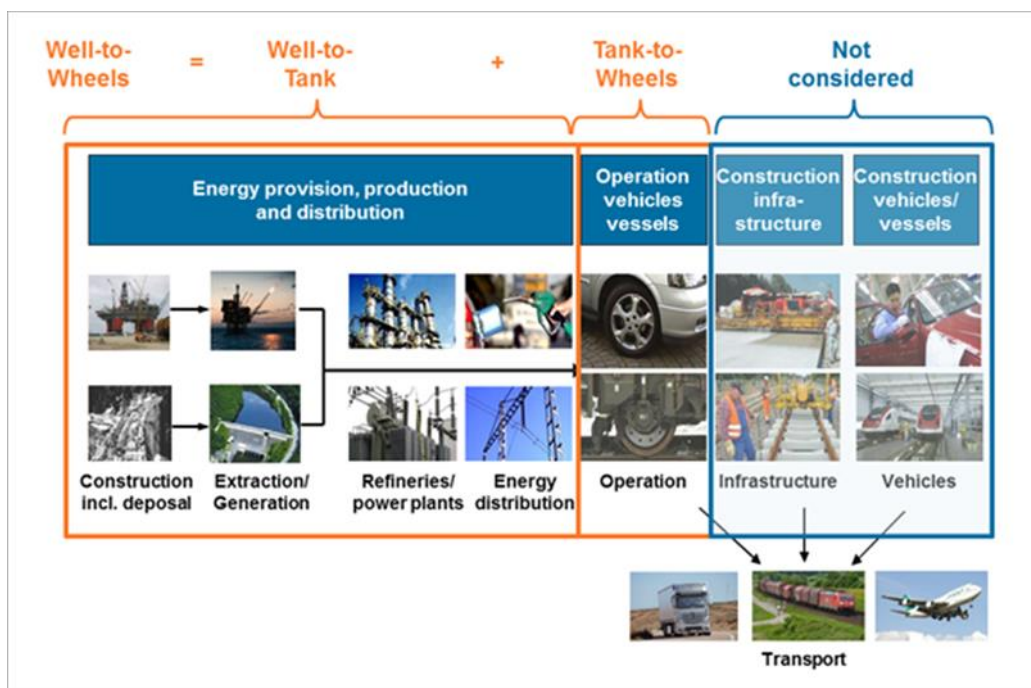 Well-to-
Wheels
=
Well-to-
Tank
+
Tank-to-
Wheels
Not
considered
Energy provision, production
and distribution
Operation
vehicles
vessels
Construction
infra-
structure
Construction
vehicles/
vessels
Construction
incl. deposal
Extraction/
Generation
Refineries/
power plants
Energy
distribution
Operation
Infrastructure
Vehicles
Transport